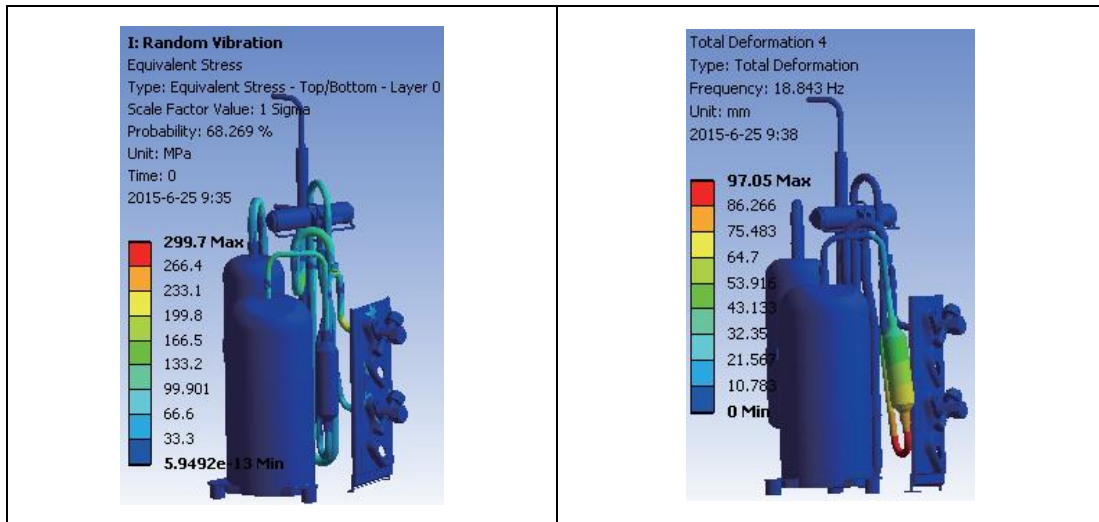 I: Random Vibration
Equivalent Stress
Type: Equivalent Stress - Top/Bottom - Layer 0
Scale Factor Value: 1 Sigma
Probability: 68.269 %
Unit: MPa
Time: 0
2015-6-25 9:35
299.7 Max
266.4
233.1
199.8
166.5
133.2
99.901
66.6
33.3
5.9492e-13 Min
Total Deformation 4
Type: Total Deformation
Frequency: 18.843 Hz
Unit: mm
2015-6-25 9:38
97.05 Max
86.266
75.483
64.7
53.916
43.133
32.35
21.567
10.783
0 Min